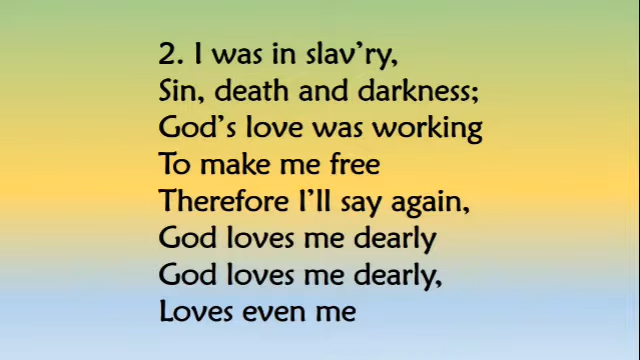 2. I was in slav’ry,
Sin, death and darkness;
God’s love was working
To make me free
Therefore I’ll say again,
God loves me dearly
God loves me dearly,
Loves even me